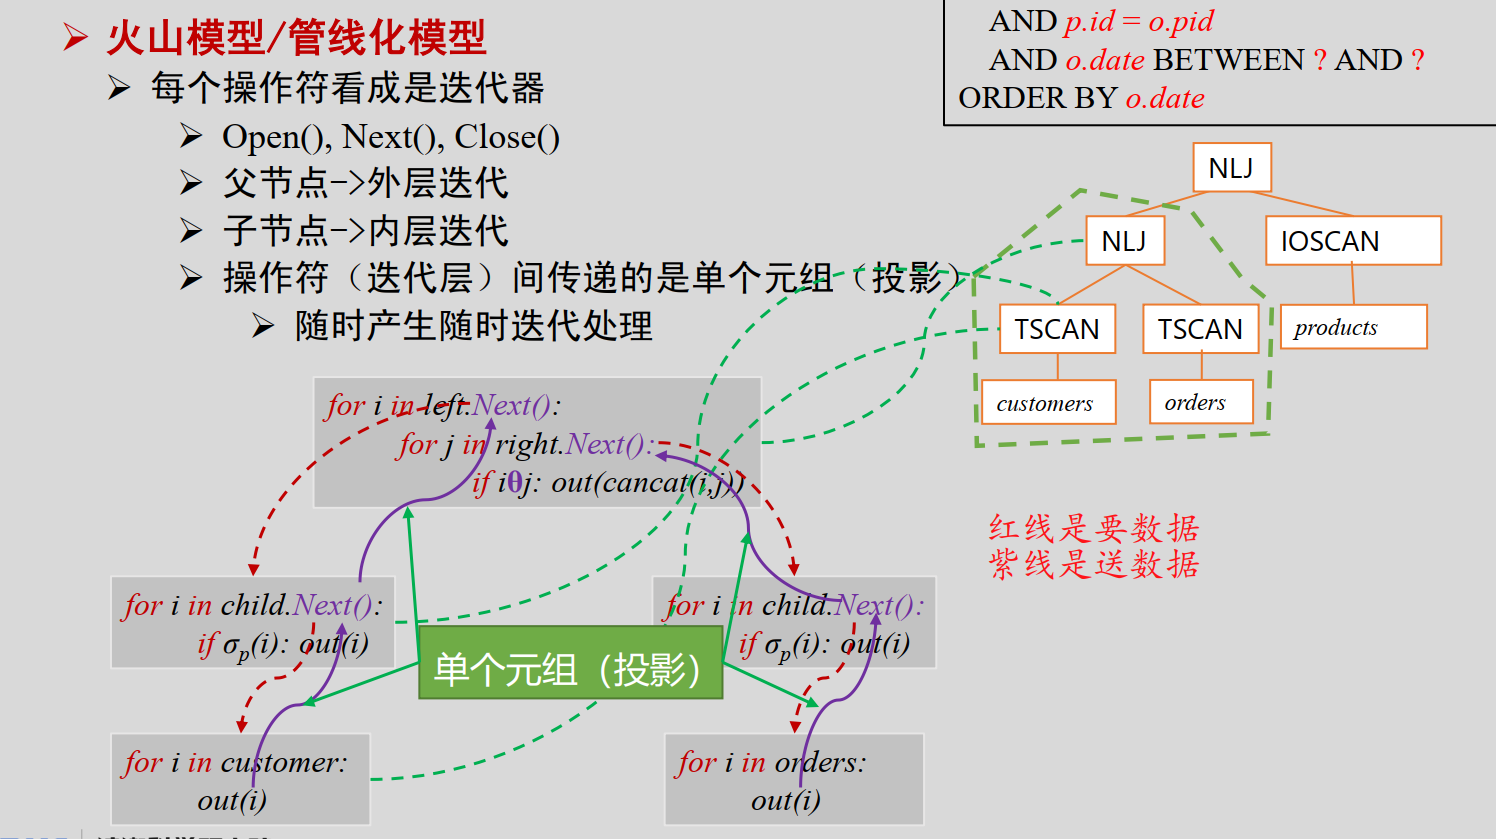 火山模型/管线化模型
每个操作符看成是迭代器
Open(), Next(), Close()
父节点->外层迭代
子节点->内层迭代
操作符（迭代层）间传递的是单个元组（投影）
随时产生随时迭代处理
AND p.id = o.pid
AND o.date BETWEEN ? AND ?
ORDER BY o.date
NLJ
NLJ
IOSCAN
TSCAN
TSCAN
products
customers
orders
for i in left.Next():
for j in right.Next():
if iθj: out(cancat(i,j))
红线是要数据
紫线是送数据
for i in child.Next():
if σp(i): out(i)
for i in child.Next():
if σp(i): out(i)
单个元组（投影）
for i in customer:
out(i)
for i in orders:
out(i)